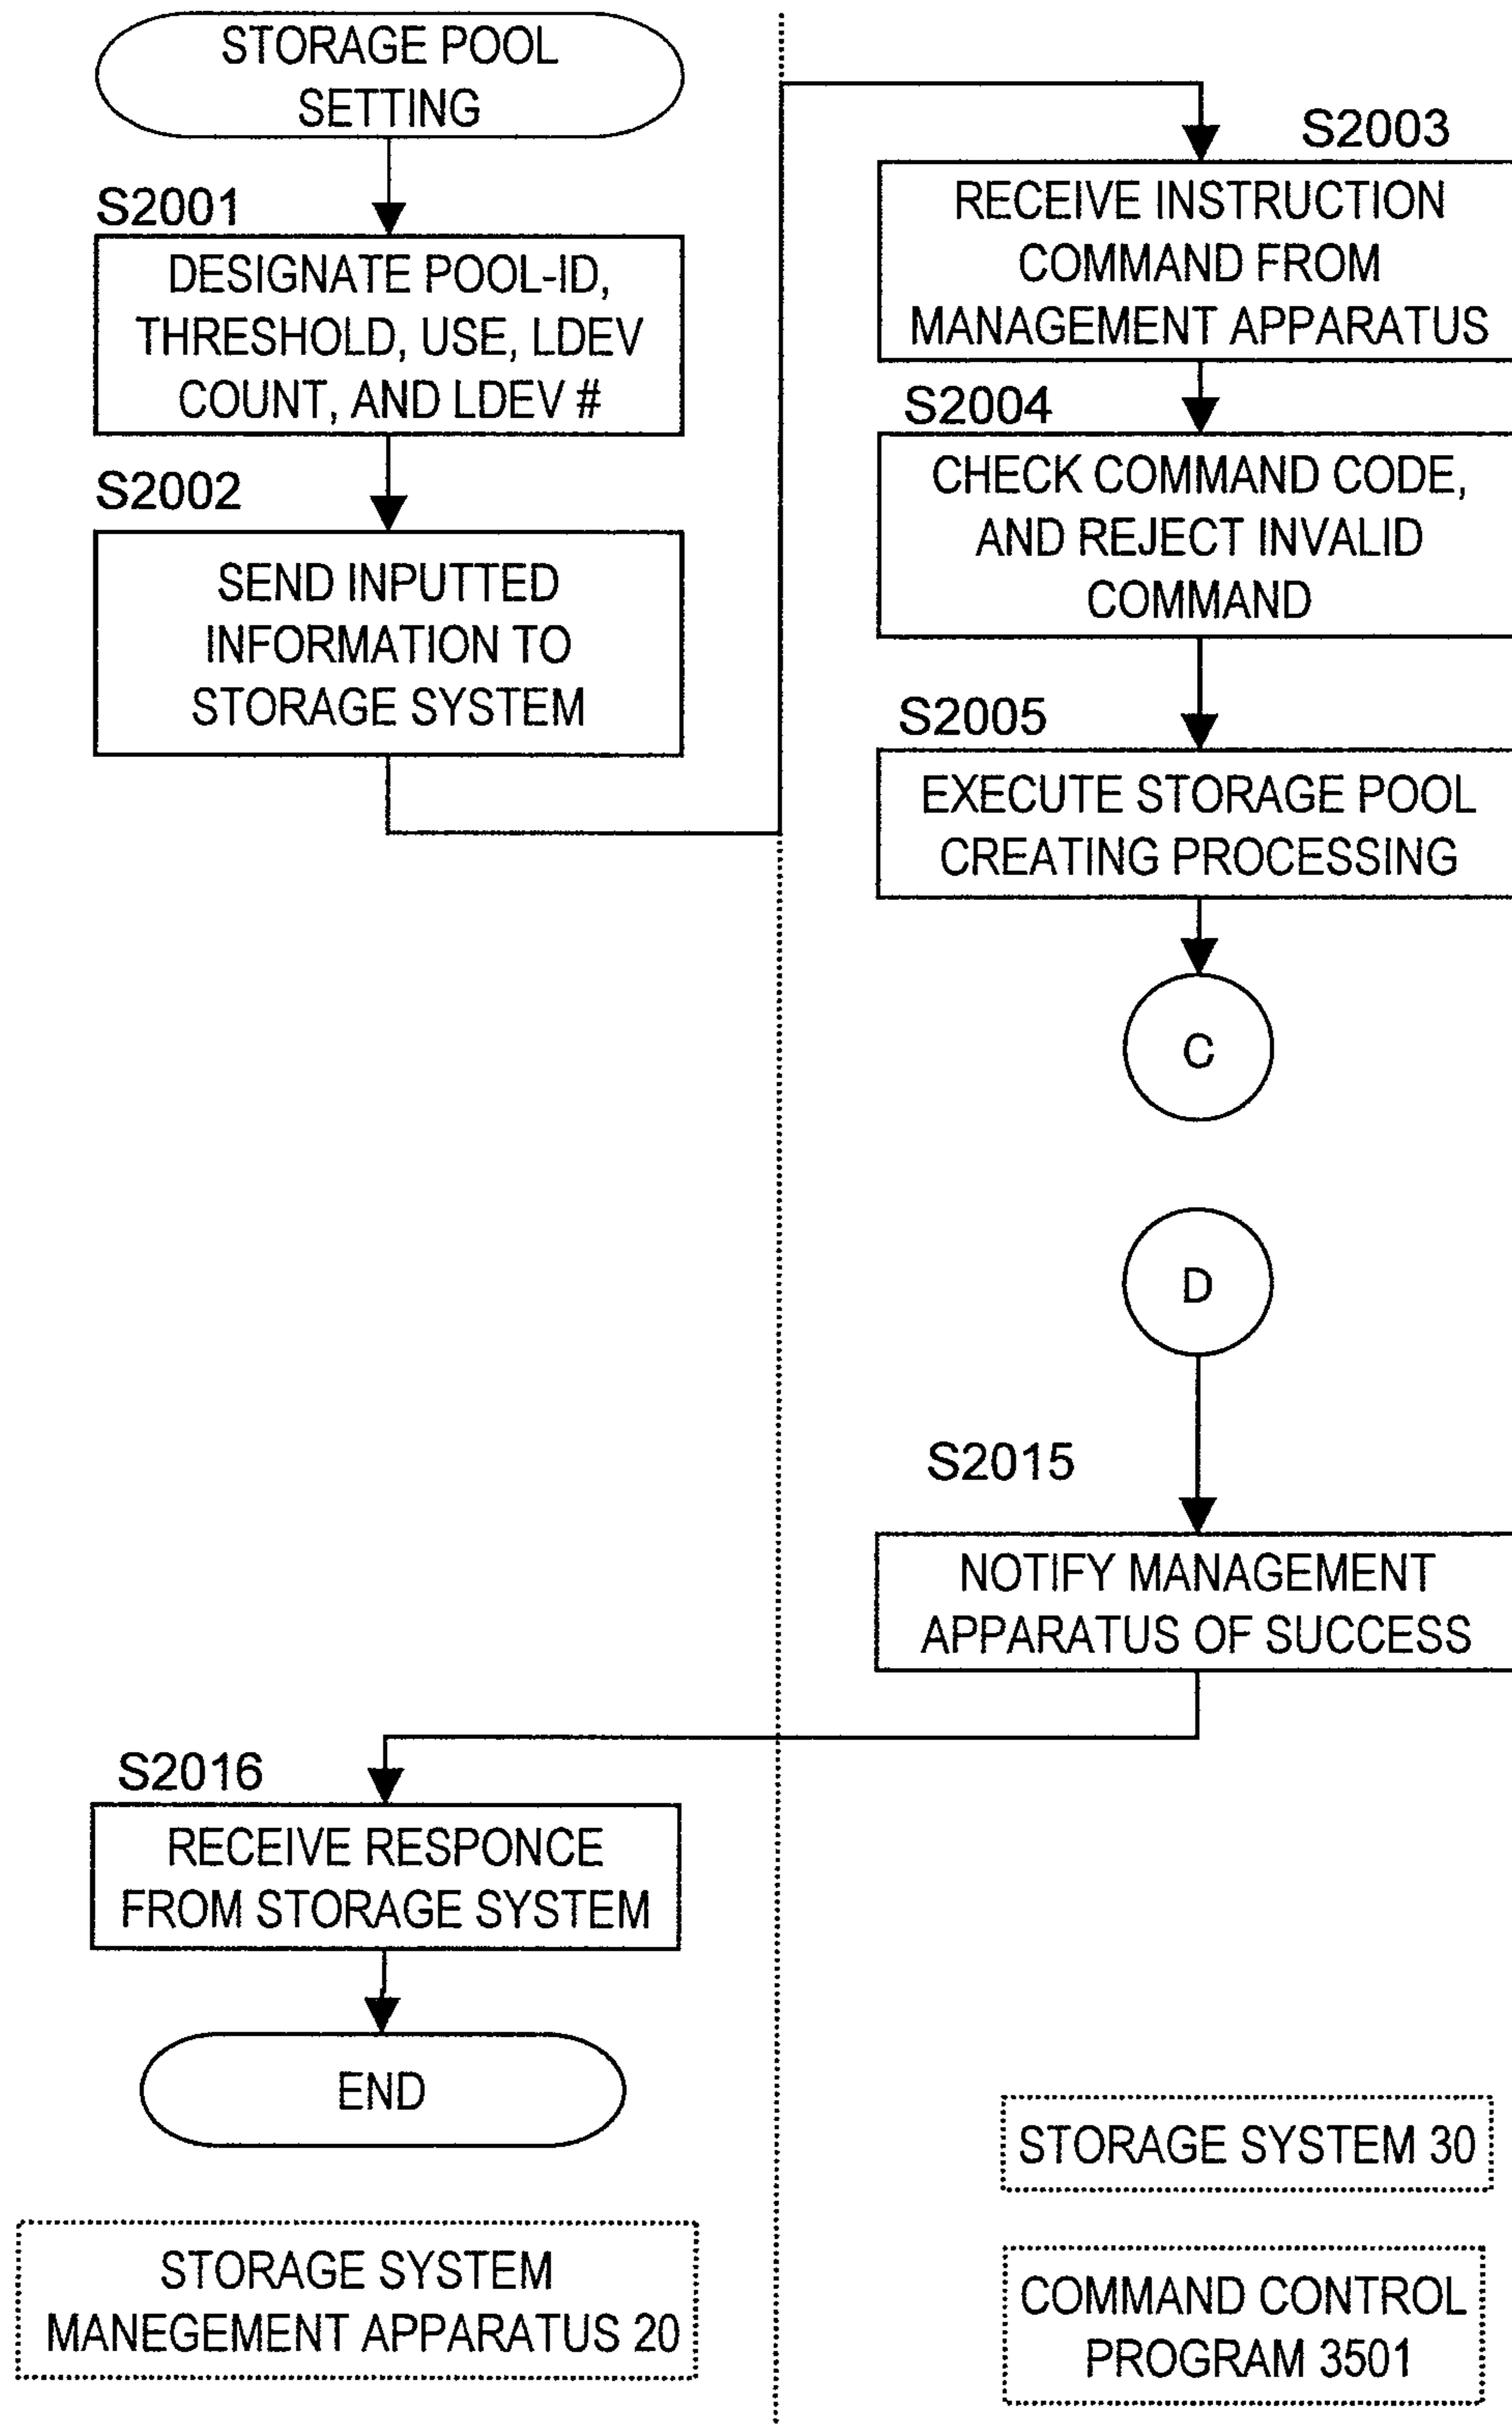 STORAGE POOL
SETTING
S2001
DESIGNATE POOL-ID,
THRESHOLD, USE, LDEV
COUNT, AND LDEV #
S2002
SEND INPUTTED
INFORMATION TO
STORAGE SYSTEM
S2003
RECEIVE INSTRUCTION
COMMAND FROM
MANAGEMENT APPARATUS
S2004
CHECK COMMAND CODE,
AND REJECT INVALID
COMMAND
S2005
EXECUTE STORAGE POOL
CREATING PROCESSING
C
D
S2015
NOTIFY MANAGEMENT
APPARATUS OF SUCCESS
S2016
RECEIVE RESPONCE
FROM STORAGE SYSTEM
END
STORAGE SYSTEM
MANEGEMENT APPARATUS 20
STORAGE SYSTEM 30
COMMAND CONTROL
PROGRAM 3501